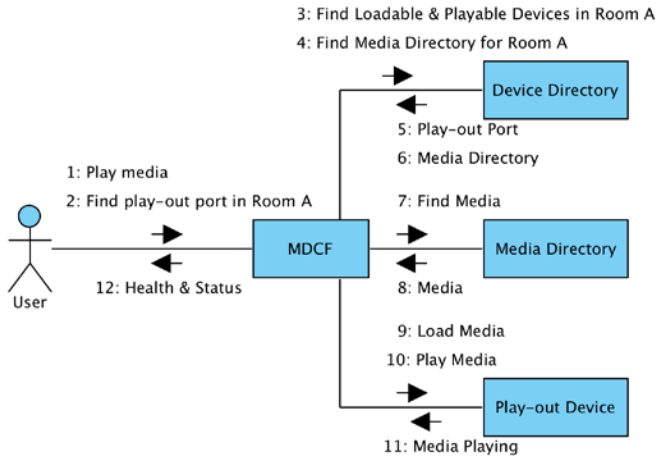 3: Find Loadable & Playable Devices in Room A
4: Find Media Directory for Room A
Device Directory
5: Play-out Port
6: Media Directory
1: Play media
2: Find play-out port in Room A
7: Find Media
MDCF
Media Directory
User
12: Health & Status
8: Media
9: Load Media
10: Play Media
Play-out Device
11: Media Playing